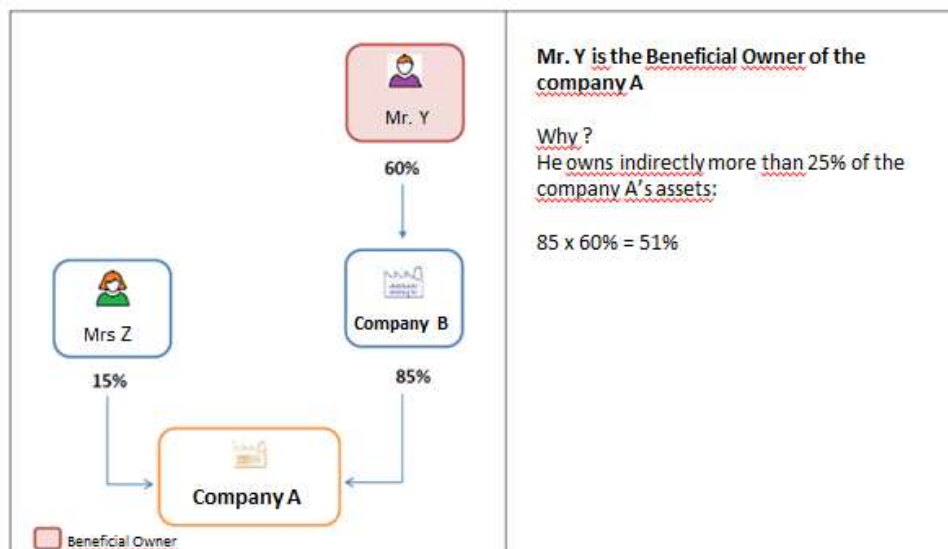 Mr. Y
60%
Mrs Z
Company B
15%
85%
Company A
Beneficial Owner
Mr. Y is the Beneficial Owner of the
company A
Why ?
He owns indirectly more than 25% of the
company A's assets:
85 x 60% = 51%